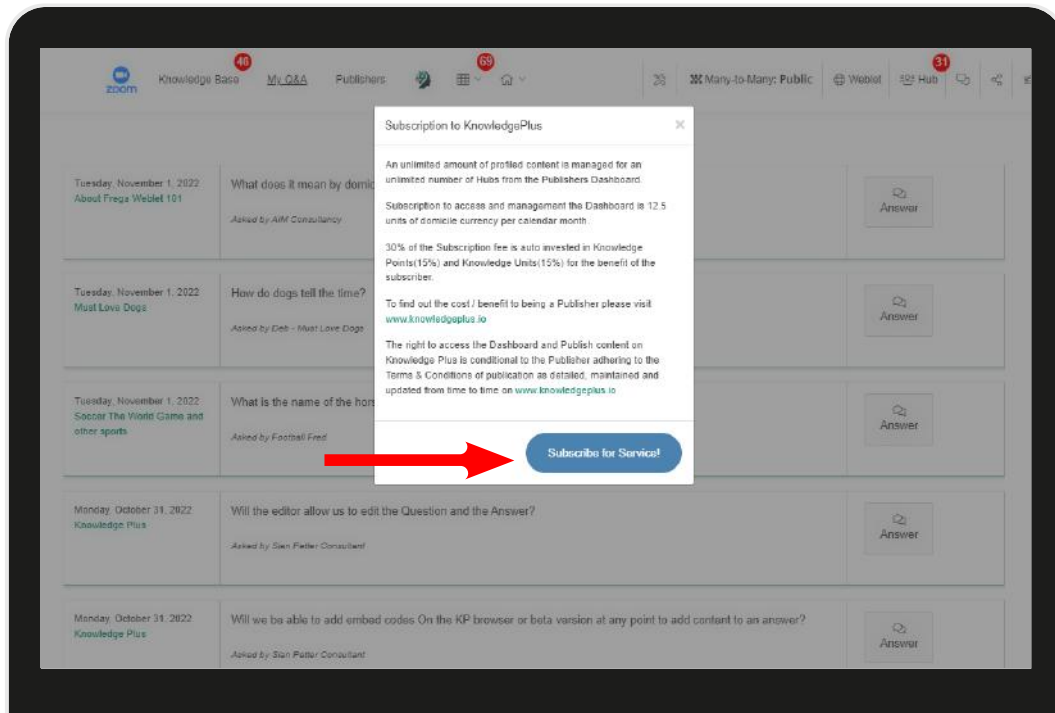 46
69
31
zoom
Knowledge Base
My Q&A
Publishers
Many-to-Many: Public
Weblet
Hub
Subscription to KnowledgePlus
×
An unlimited amount of profiled content is managed for an
unlimited number of Hubs from the Publishers Dashboard.
Subscription to access and management the Dashboard is 12.5
units of domicile currency per calendar month.
30% of the Subscription fee is auto invested in Knowledge
Points(15%) and Knowledge Units(15%) for the benefit of the
subscriber.
To find out the cost / benefit to being a Publisher please visit
www.knowledgeplus.io
The right to access the Dashboard and Publish content on
Knowledge Plus is conditional to the Publisher adhering to the
Terms & Conditions of publication as detailed, maintained and
updated from time to time on www.knowledgeplus.io
Subscribe for Service!
Tuesday, November 1, 2022
About Frega Weblet 101
What does it mean by domic
Asked by AIM Consultancy
Answer
Tuesday, November 1, 2022
Must Love Dogs
How do dogs tell the time?
Asked by Deb - Must Love Dogs
Answer
Tuesday, November 1, 2022
Soccer The World Game and
other sports
What is the name of the hors
Asked by Football Fred
Answer
Monday, October 31, 2022
Knowledge Plus
Will the editor allow us to edit the Question and the Answer?
Asked by Sian Petter Consultant
Answer
Monday, October 31, 2022
Knowledge Plus
Will we be able to add embed codes On the KP browser or beta version at any point to add content to an answer?
Asked by Sian Petter Consultant
Answer